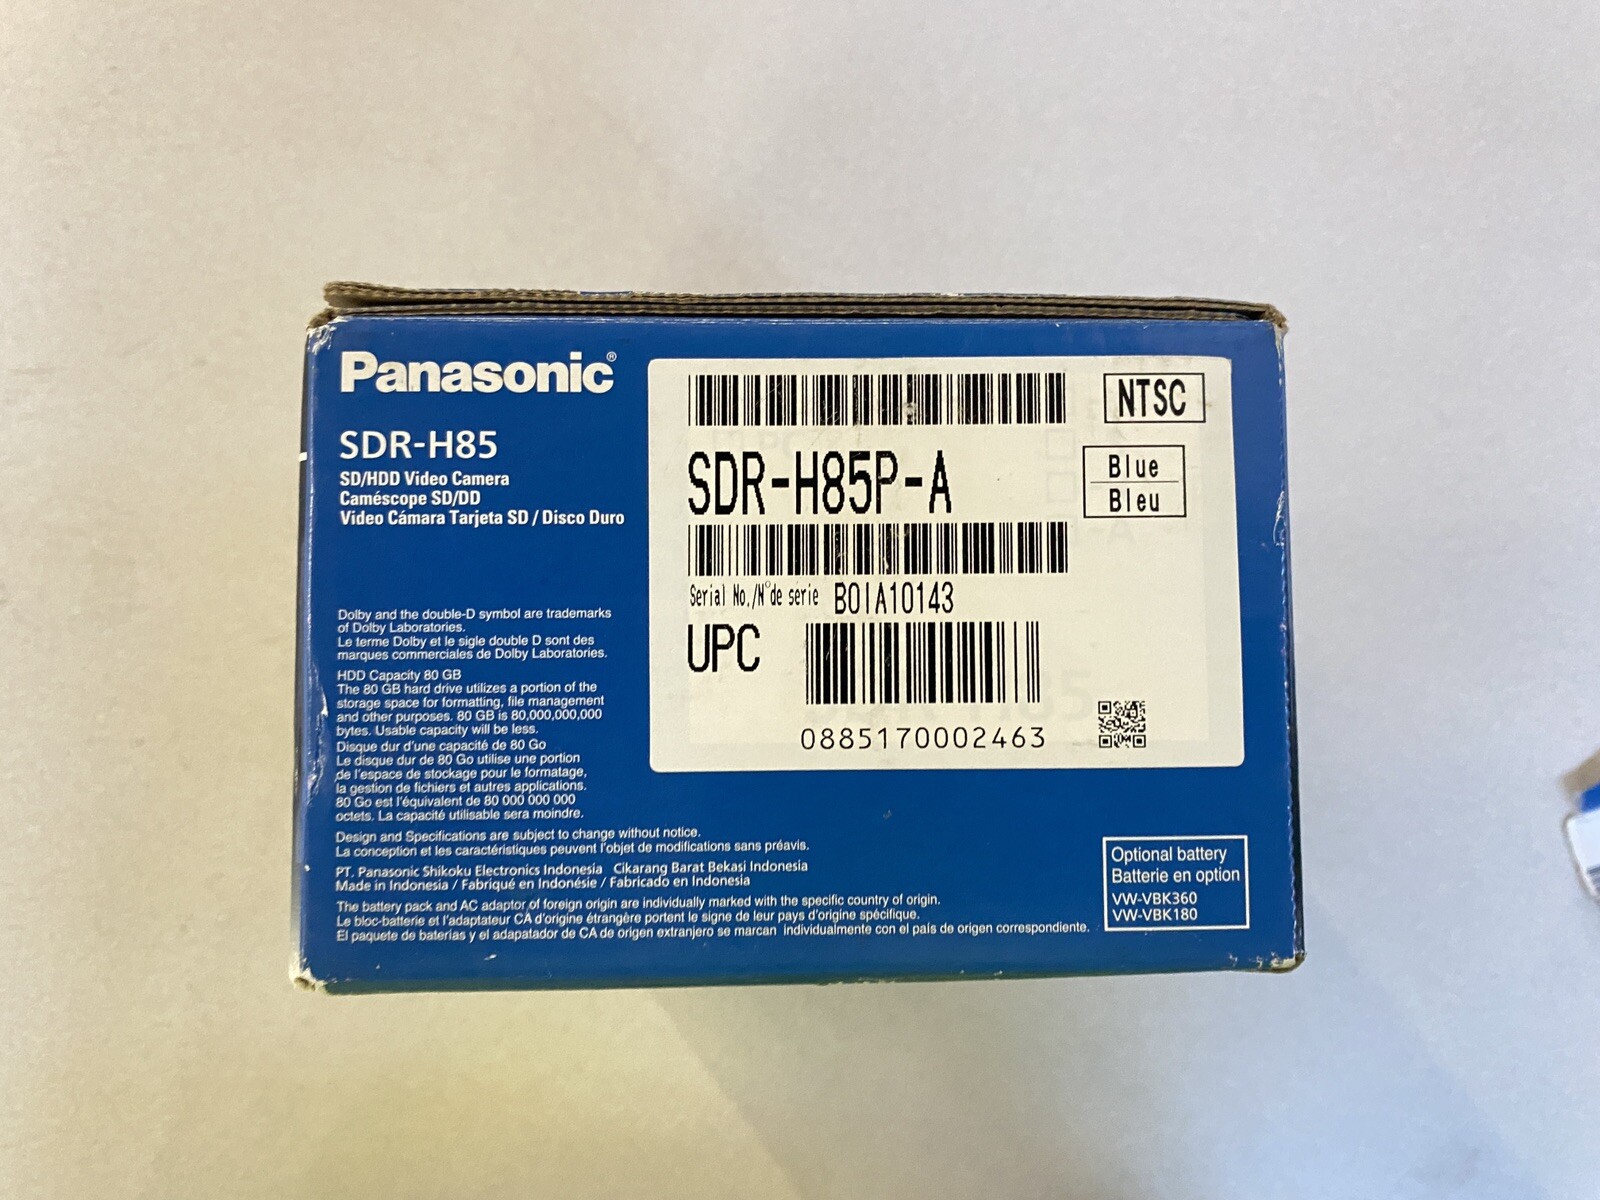 Panasonic®
SDR-H85
SD/HDD Video Camera
Caméscope SD/DD
Video Cámara Tarjeta SD / Disco Duro
Dolby and the double-D symbol are trademarks
of Dolby Laboratories.
Le terme Dolby et le sigle double D sont des
marques commerciales de Dolby Laboratories.
HDD Capacity 80 GB
The 80 GB hard drive utilizes a portion of the
storage space for formatting, file management
and other purposes. 80 GB is 80,000,000,000
bytes. Usable capacity will be less.
Disque dur d'une capacité de 80 Go
Le disque dur de 80 Go utilise une portion
de l'espace de stockage pour le formatage,
la gestion de fichiers et autres applications.
80 Go est l'équivalent de 80 000 000 000
octets. La capacité utilisable sera moindre.
Design and Specifications are subject to change without notice.
La conception et les caractéristiques peuvent l'objet de modifications sans préavis.
PT. Panasonic Shikoku Electronics Indonesia Cikarang Barat Bekasi Indonesia
Made in Indonesia / Fabriqué en Indonésie / Fabricado en Indonesia
The battery pack and AC adaptor of foreign origin are individually marked with the specific country of origin.
Le bloc-batterie et l'adaptateur CA d'origine étrangère portent le signe de leur pays d'origine spécifique.
El paquete de baterias y el adapatador de CA de origen extranjero se marcan individualmente con el país de origen correspondiente.
NTSC
SDR-H85P-A
Blue
Bleu
Serial No./N° de série B0IA10143
UPC
0885170002463
Optional battery
Batterie en option
VW-VBK360
VW-VBK180